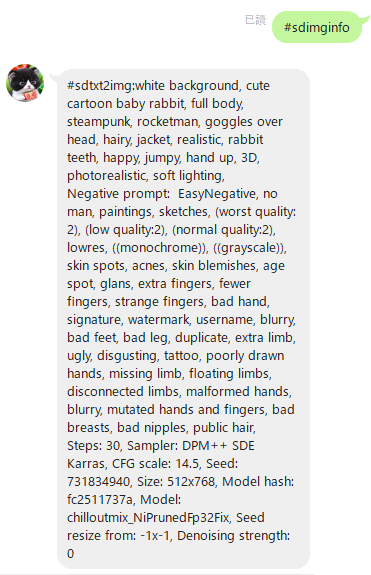 已讀
#sdimginfo
#sdtxt2img:white background, cute
cartoon baby rabbit, full body,
steampunk, rocketman, goggles over
head, hairy, jacket, realistic, rabbit
teeth, happy, jumpy, hand up, 3D,
photorealistic, soft lighting,
Negative prompt:  EasyNegative, no
man, paintings, sketches, (worst quality:
2), (low quality:2), (normal quality:2),
lowres, ((monochrome)), ((grayscale)),
skin spots, acnes, skin blemishes, age
spot, glans, extra fingers, fewer
fingers, strange fingers, bad hand,
signature, watermark, username, blurry,
bad feet, bad leg, duplicate, extra limb,
ugly, disgusting, tattoo, poorly drawn
hands, missing limb, floating limbs,
disconnected limbs, malformed hands,
blurry, mutated hands and fingers, bad
breasts, bad nipples, public hair,
Steps: 30, Sampler: DPM++ SDE
Karras, CFG scale: 14.5, Seed:
731834940, Size: 512x768, Model hash:
fc2511737a, Model:
chilloutmix_NiPrunedFp32Fix, Seed
resize from: -1x-1, Denoising strength:
0